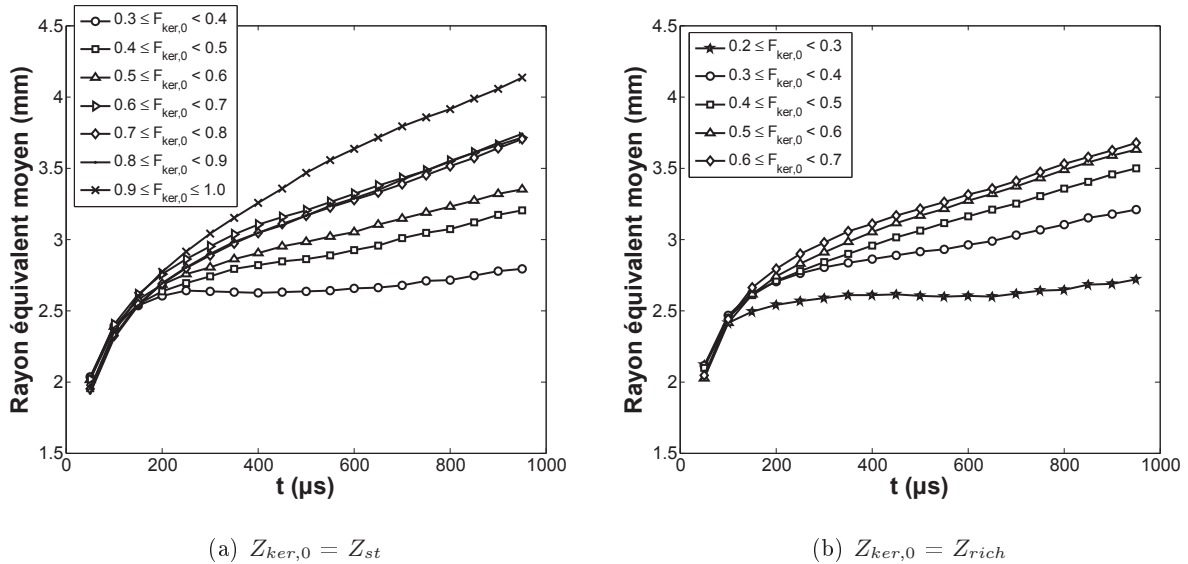 0.3 ≤ F_ker,0 < 0.4
0.4 ≤ F_ker,0 < 0.5
0.5 ≤ F_ker,0 < 0.6
0.6 ≤ F_ker,0 < 0.7
0.7 ≤ F_ker,0 < 0.8
0.8 ≤ F_ker,0 < 0.9
0.9 ≤ F_ker,0 ≤ 1.0
Rayon équivalent moyen (mm)
4.5
4
3.5
3
2.5
2
1.5
0 200 400 600 800 1000
t (μs)
(a) Z_ker,0 = Z_st
0.2 ≤ F_ker,0 < 0.3
0.3 ≤ F_ker,0 < 0.4
0.4 ≤ F_ker,0 < 0.5
0.5 ≤ F_ker,0 < 0.6
0.6 ≤ F_ker,0 < 0.7
Rayon équivalent moyen (mm)
4.5
4
3.5
3
2.5
2
1.5
0 200 400 600 800 1000
t (μs)
(b) Z_ker,0 = Z_rich